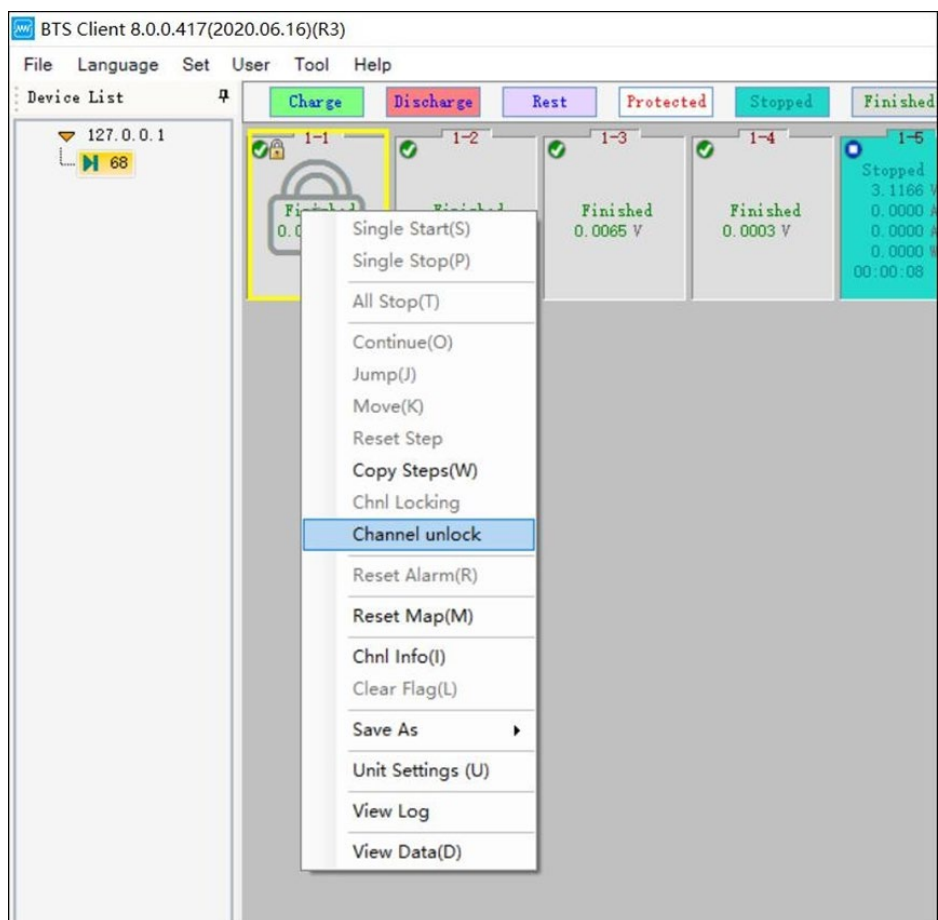 BTS Client 8.0.0.417(2020.06.16)(R3)
File Language Set User Tool Help
Device List
Charge Discharge Rest Protected Stopped Finished
127.0.0.1
68
1-1 1-2 1-3 1-4 1-5
Finished
0.0065 V
Finished
0.0003 V
Stopped
3.1166 V
0.0000 A
0.0000 A
0.0000 W
00:00:08
Single Start(S)
Single Stop(P)
All Stop(T)
Continue(O)
Jump(J)
Move(K)
Reset Step
Copy Steps(W)
Chnl Locking
Channel unlock
Reset Alarm(R)
Reset Map(M)
Chnl Info(I)
Clear Flag(L)
Save As
Unit Settings (U)
View Log
View Data(D)